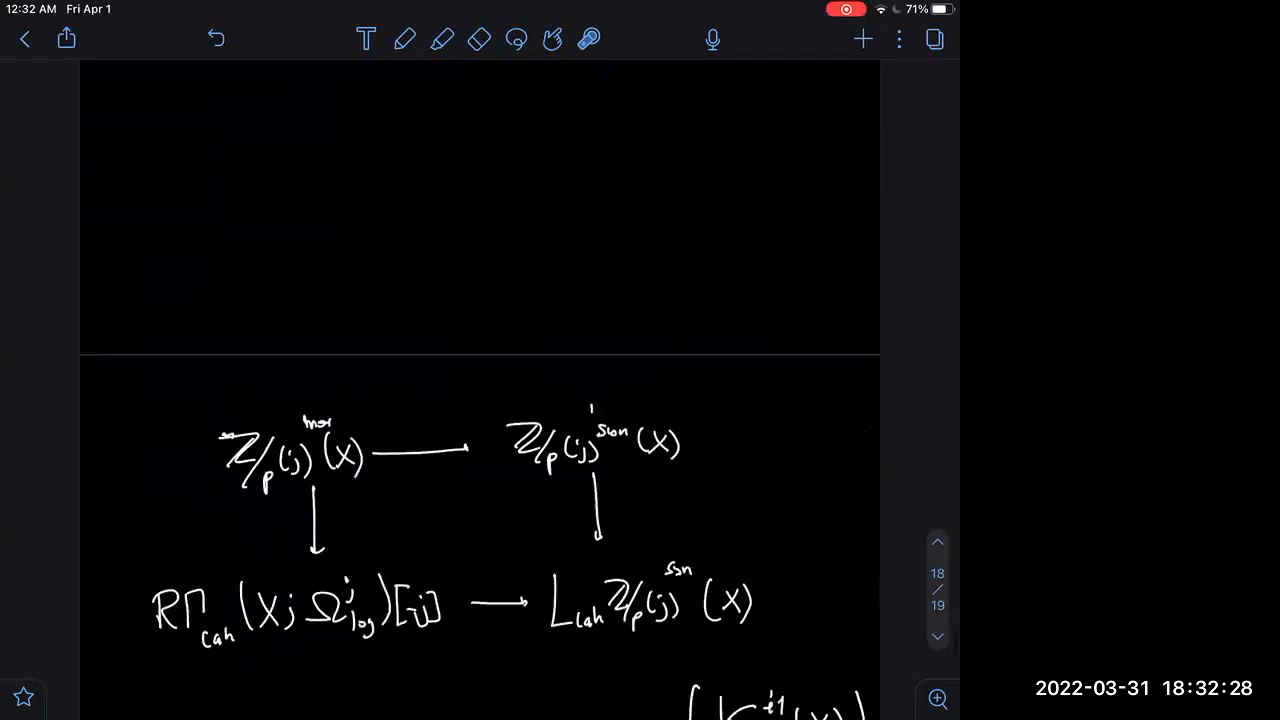 12:32 AM Fri Apr 1
71%
T
ℤ/p(j)^mot (X) ⟶ ℤ/p(j)^syn (X)
18
/
19
RΓ_cdh (X; Ω^j_log)[-j] ⟶ L_cdh ℤ/p(j)^syn (X)
2022-03-31 18:32:28